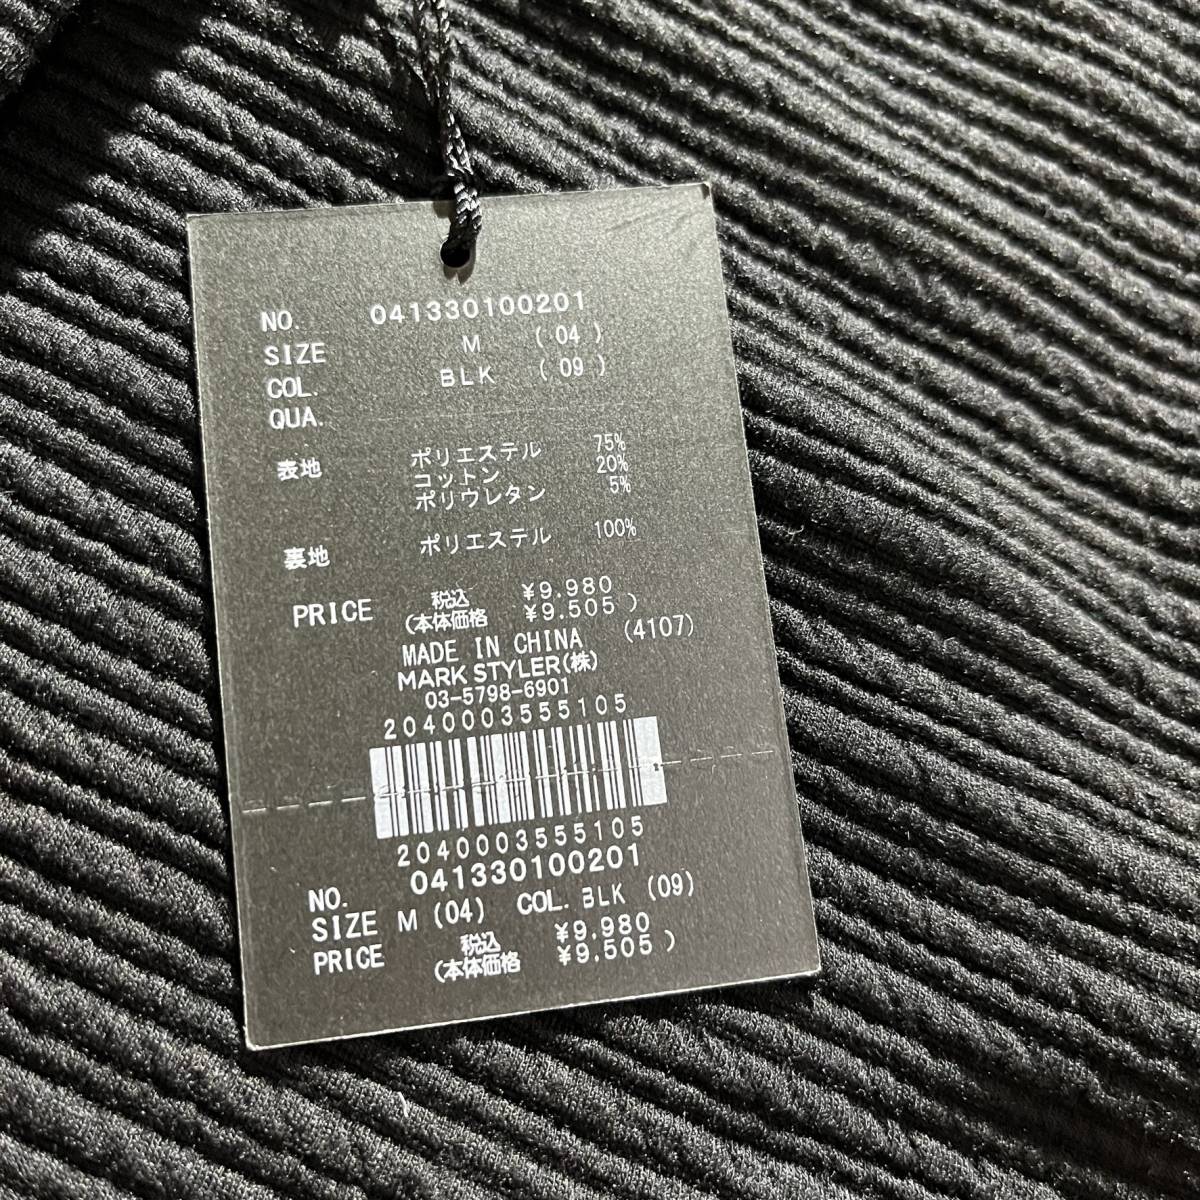 NO. 041330100201
SIZE M (04)
COL. BLK (09)
QUA.
表地 ポリエステル 75%
コットン 20%
ポリウレタン 5%
裏地 ポリエステル 100%
PRICE 税込 ¥9.980
(本体価格 ¥9.505)
MADE IN CHINA (4107)
MARK STYLER(株)
03-5798-6901
2040003555105
2040003555105
NO. 041330100201
SIZE M (04) COL. BLK (09)
PRICE 税込 ¥9.980
(本体価格 ¥9.505)